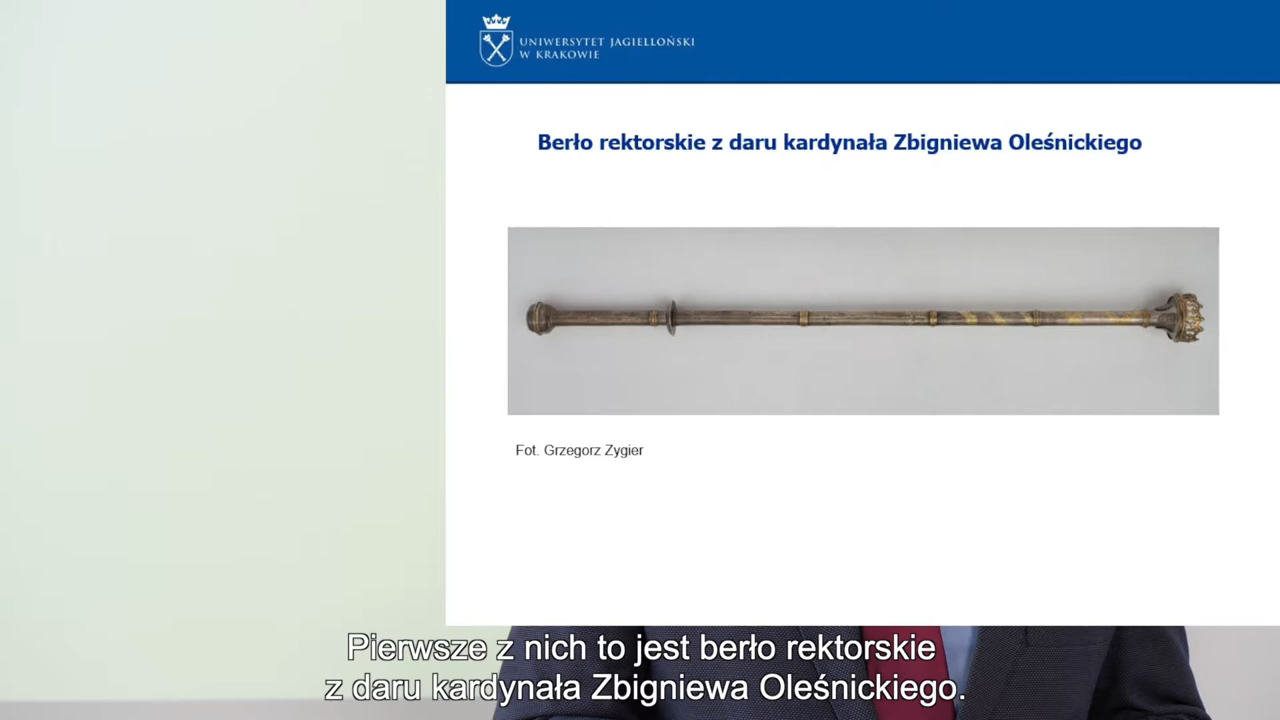 UNIWERSYTET JAGIELLOŃSKI
W KRAKOWIE
Berło rektorskie z daru kardynała Zbigniewa Oleśnickiego
Fot. Grzegorz Zygier
Pierwsze z nich to jest berło rektorskie
z daru kardynała Zbigniewa Oleśnickiego.